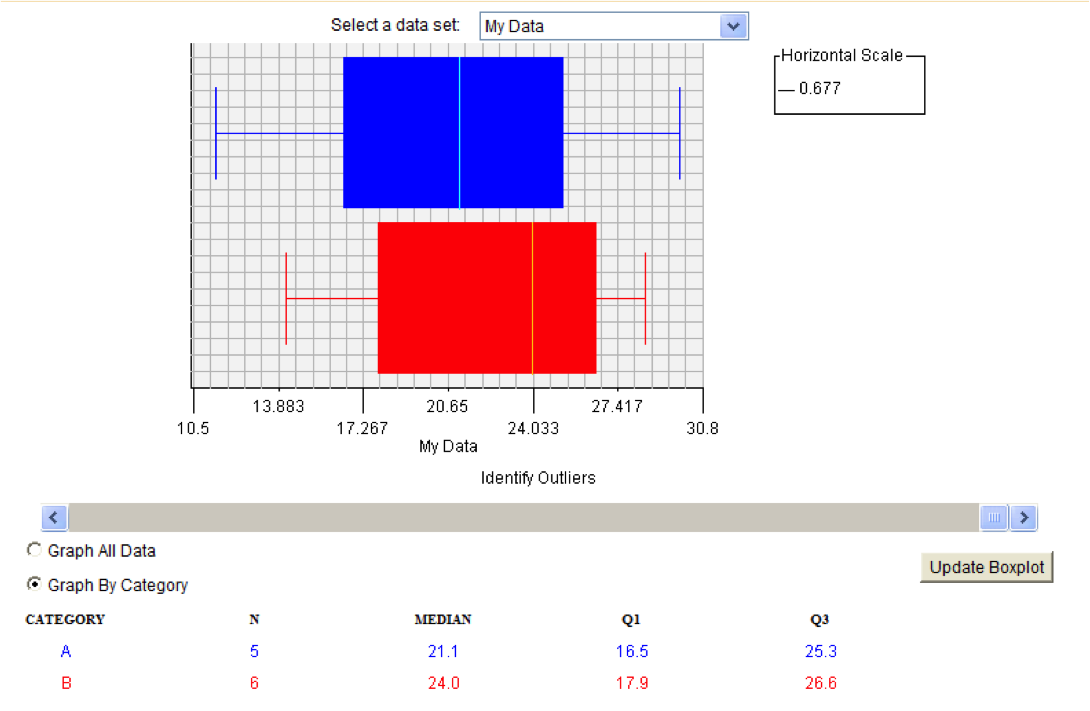 Select a data set: My Data
Horizontal Scale
0.677
13.883 20.65 27.417
10.5 17.267 24.033 30.8
My Data
Identify Outliers
Graph All Data
Update Boxplot
Graph By Category
CATEGORY N MEDIAN Q1 Q3
A 5 21.1 16.5 25.3
B 6 24.0 17.9 26.6